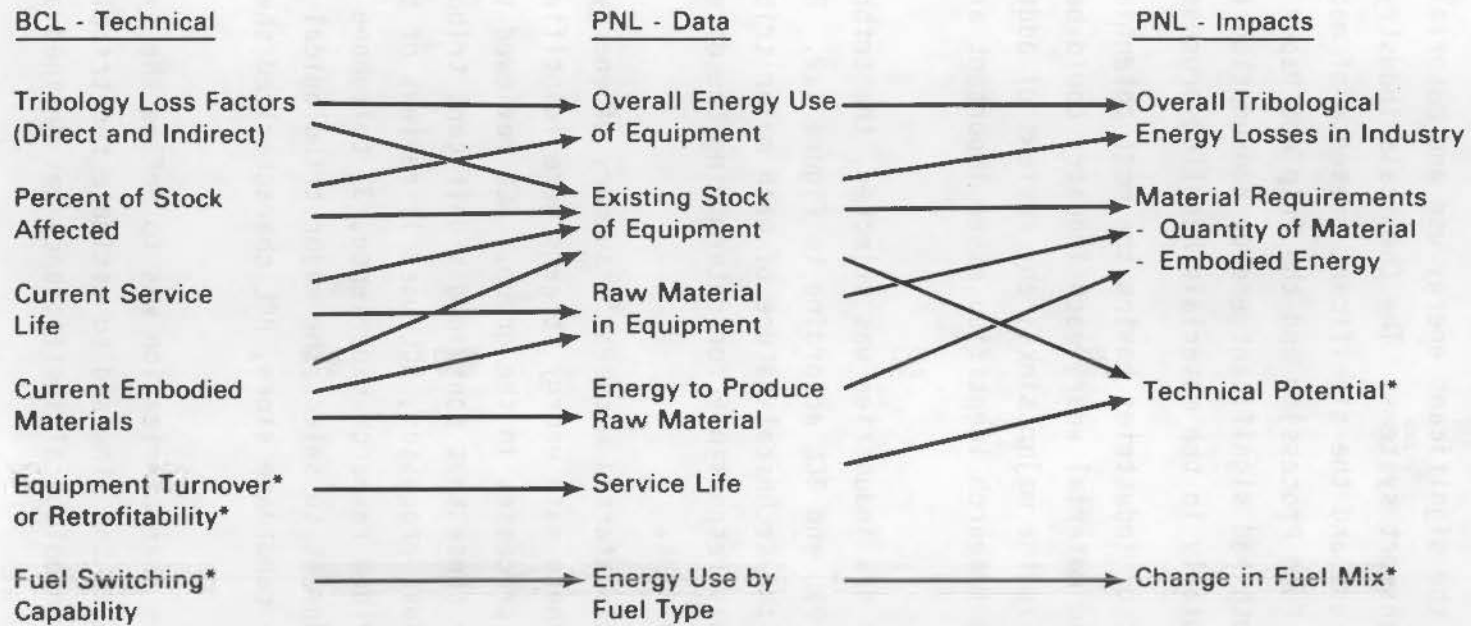 BCL - Technical
PNL - Data
PNL - Impacts
Tribology Loss Factors
(Direct and Indirect)
Percent of Stock
Affected
Current Service
Life
Current Embodied
Materials
Equipment Turnover*
or Retrofitability*
Fuel Switching*
Capability
Overall Energy Use
of Equipment
Existing Stock
of Equipment
Raw Material
in Equipment
Energy to Produce
Raw Material
Service Life
Energy Use by
Fuel Type
Overall Tribological
Energy Losses in Industry
Material Requirements
- Quantity of Material
- Embodied Energy
Technical Potential*
Change in Fuel Mix*